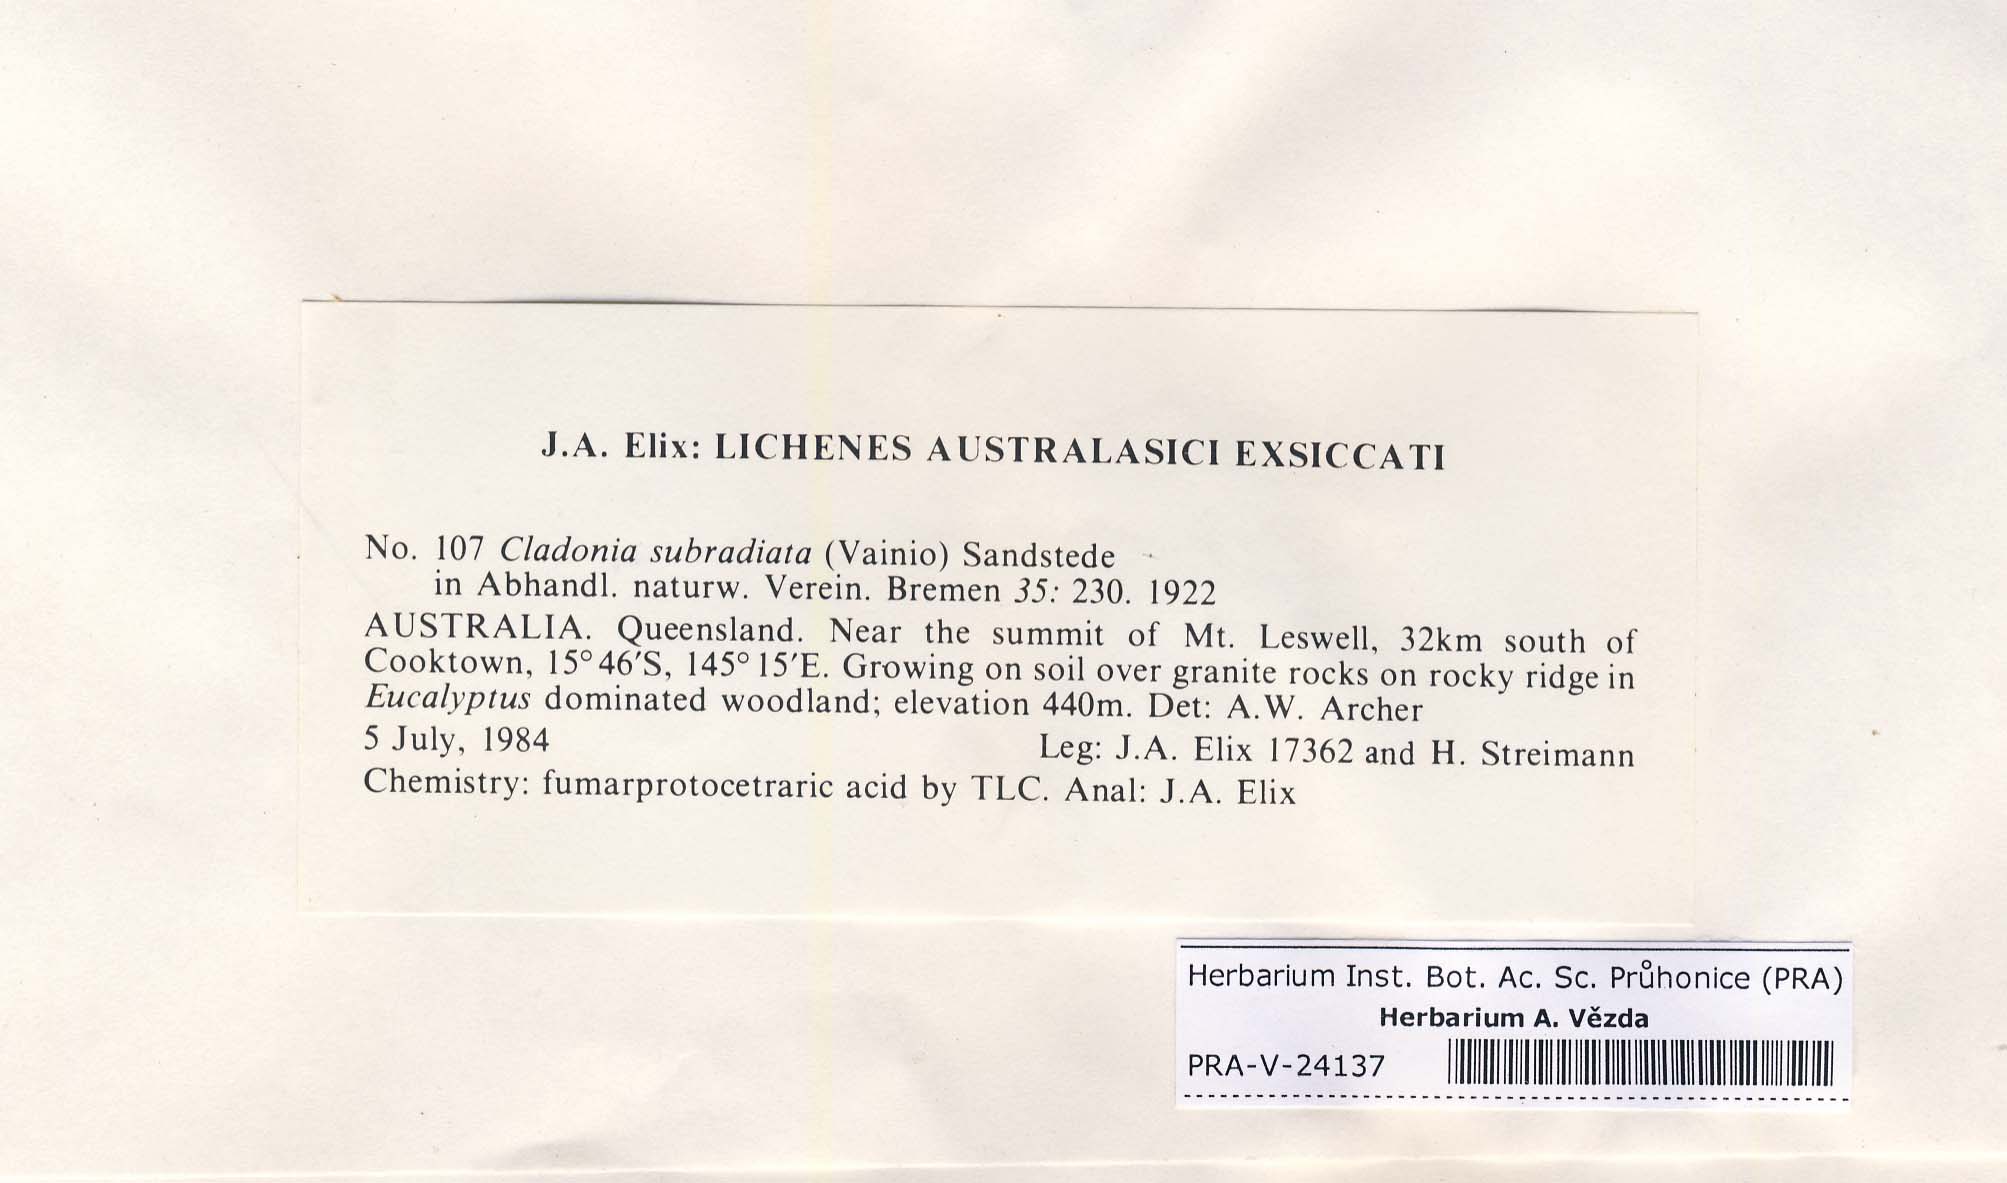 J.A. Elix: LICHENES AUSTRALASICI EXSICCATI
No. 107 Cladonia subradiata (Vainio) Sandstede
in Abhandl. naturw. Verein. Bremen 35: 230. 1922
AUSTRALIA. Queensland. Near the summit of Mt. Leswell, 32km south of
Cooktown, 15°46'S, 145°15'E. Growing on soil over granite rocks on rocky ridge in
Eucalyptus dominated woodland; elevation 440m. Det: A.W. Archer
5 July, 1984 Leg: J.A. Elix 17362 and H. Streimann
Chemistry: fumarprotocetraric acid by TLC. Anal: J.A. Elix
Herbarium Inst. Bot. Ac. Sc. Průhonice (PRA)
Herbarium A. Vězda
PRA-V-24137